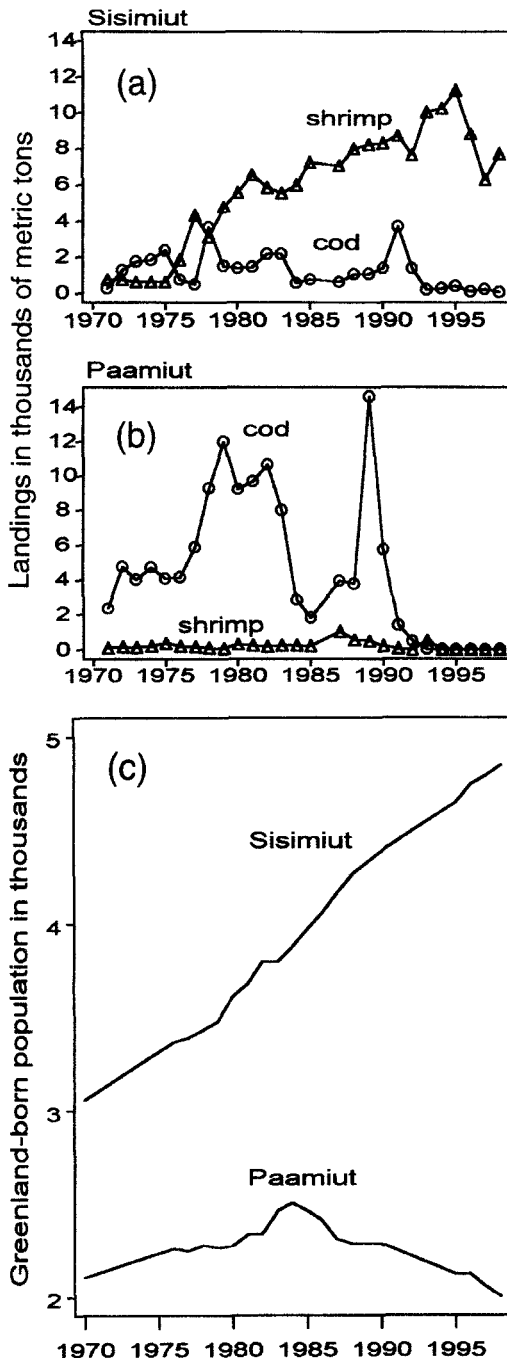 Sisimiut
(a)
14
12
10
8
6
4
2
0
shrimp
cod
1970 1975 1980 1985 1990 1995
Landings in thousands of metric tons
Paamiut
(b)
14
12
10
8
6
4
2
0
cod
shrimp
1970 1975 1980 1985 1990 1995
(c)
5
4
3
2
Sisimiut
Paamiut
Greenland-born population in thousands
1970 1975 1980 1985 1990 1995